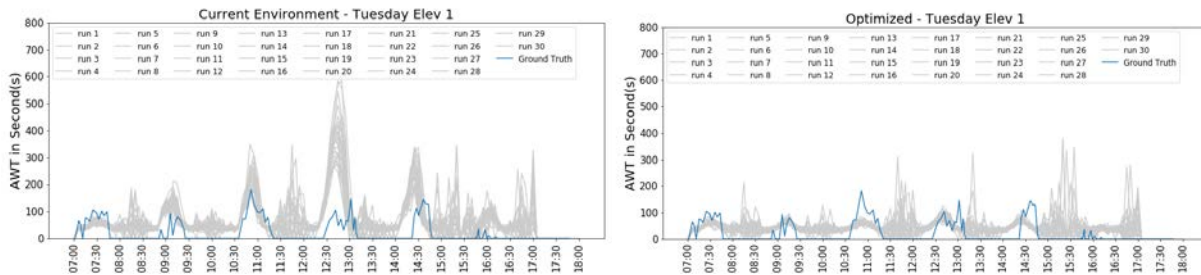 Current Environment - Tuesday Elev 1
800
700
600
500
400
300
200
100
0
AWT in Second(s)
run 1 run 5 run 9 run 13 run 17 run 21 run 25 run 29
run 2 run 6 run 10 run 14 run 18 run 22 run 26 run 30
run 3 run 7 run 11 run 15 run 19 run 23 run 27 Ground Truth
run 4 run 8 run 12 run 16 run 20 run 24 run 28
07:00 07:30 08:00 08:30 09:00 09:30 10:00 10:30 11:00 11:30 12:00 12:30 13:00 13:30 14:00 14:30 15:00 15:30 16:00 16:30 17:00 17:30 18:00
Optimized - Tuesday Elev 1
800
700
600
500
400
300
200
100
0
AWT in Second(s)
run 1 run 5 run 9 run 13 run 17 run 21 run 25 run 29
run 2 run 6 run 10 run 14 run 18 run 22 run 26 run 30
run 3 run 7 run 11 run 15 run 19 run 23 run 27 Ground Truth
run 4 run 8 run 12 run 16 run 20 run 24 run 28
07:00 07:30 08:00 08:30 09:00 09:30 10:00 10:30 11:00 11:30 12:00 12:30 13:00 13:30 14:00 14:30 15:00 15:30 16:00 16:30 17:00 17:30 18:00